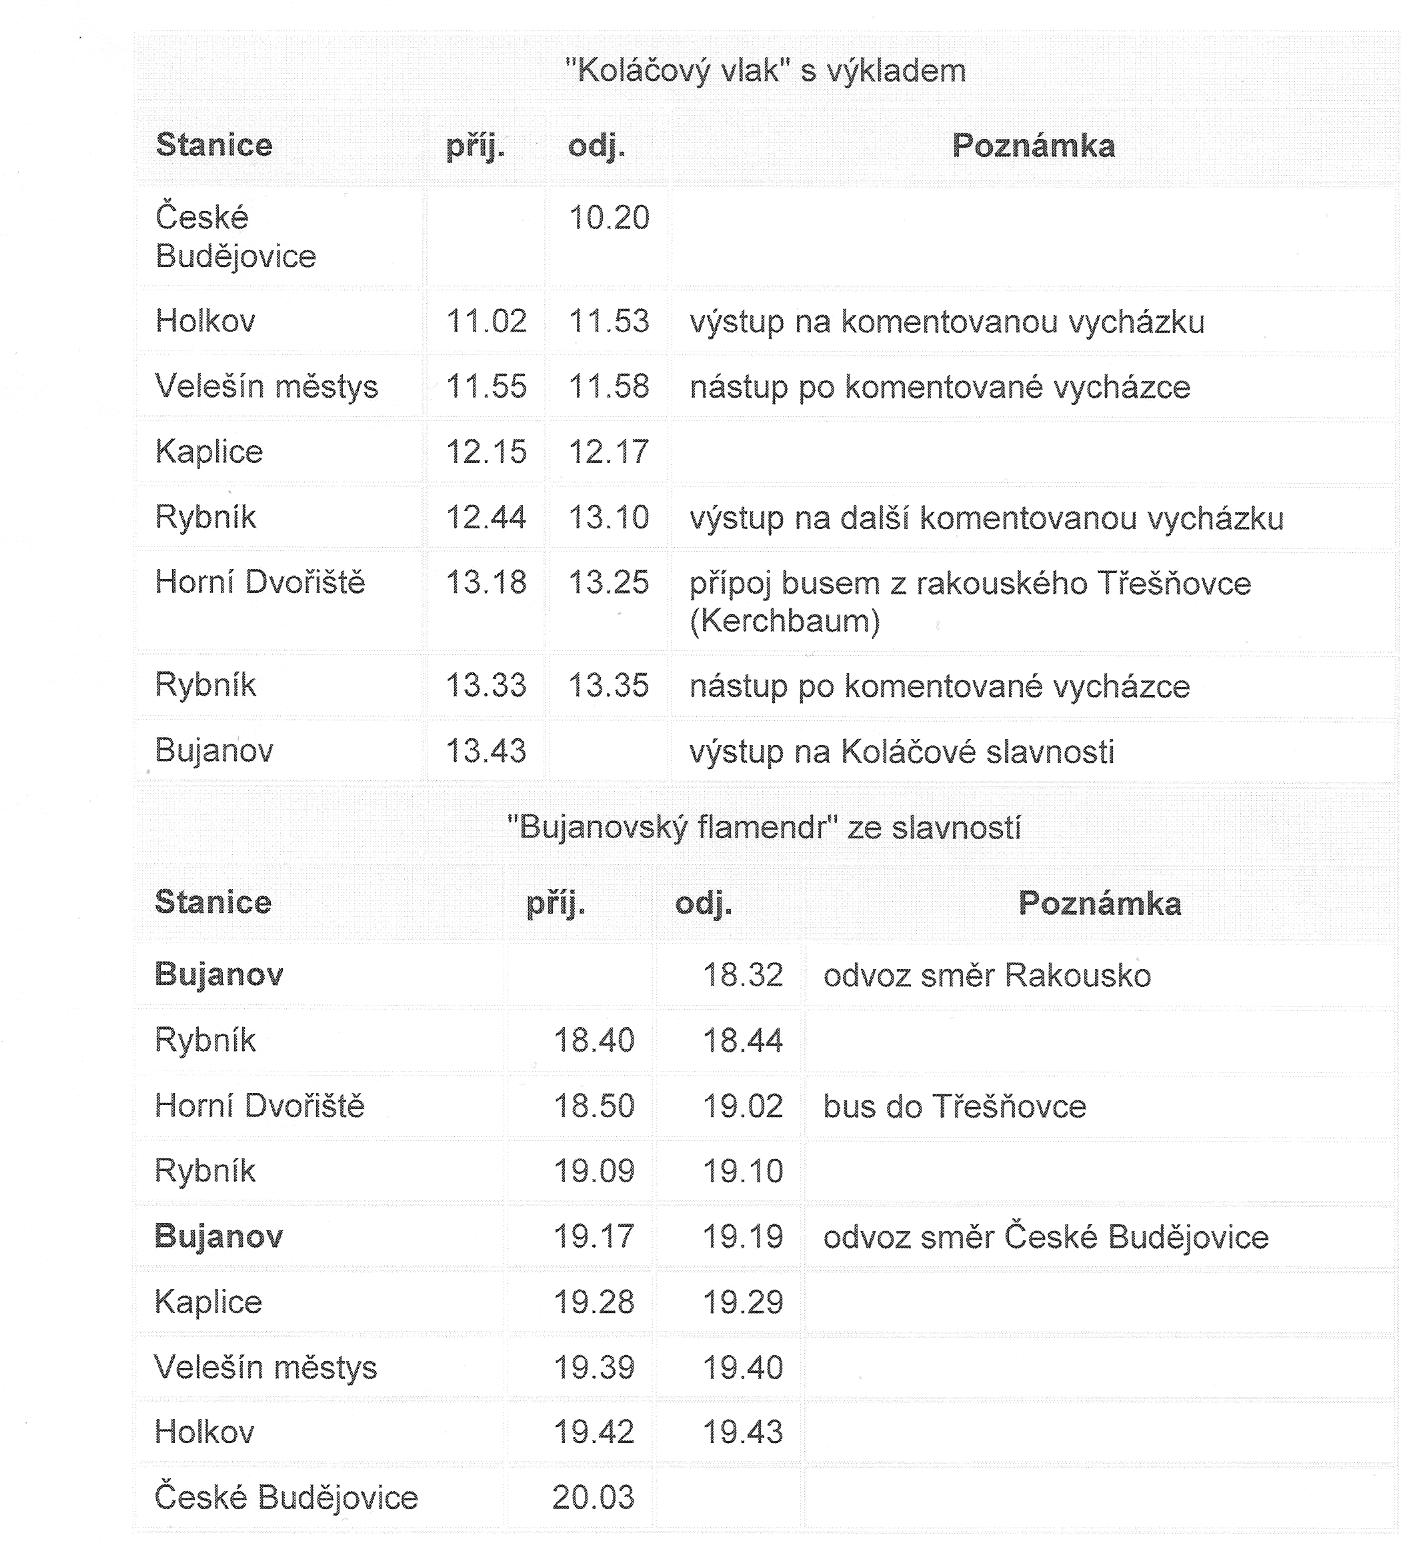 "Koláčový vlak" s výkladem
Stanice příj. odj. Poznámka
České 10.20
Budějovice
Holkov 11.02 11.53 výstup na komentovanou vycházku
Velešín městys 11.55 11.58 nástup po komentované vycházce
Kaplice 12.15 12.17
Rybník 12.44 13.10 výstup na další komentovanou vycházku
Horní Dvořiště 13.18 13.25 přípoj busem z rakouského Třešňovce
(Kerchbaum)
Rybník 13.33 13.35 nástup po komentované vycházce
Bujanov 13.43 výstup na Koláčové slavnosti
"Bujanovský flamendr" ze slavností
Stanice příj. odj. Poznámka
Bujanov 18.32 odvoz směr Rakousko
Rybník 18.40 18.44
Horní Dvořiště 18.50 19.02 bus do Třešňovce
Rybník 19.09 19.10
Bujanov 19.17 19.19 odvoz směr České Budějovice
Kaplice 19.28 19.29
Velešín městys 19.39 19.40
Holkov 19.42 19.43
České Budějovice 20.03